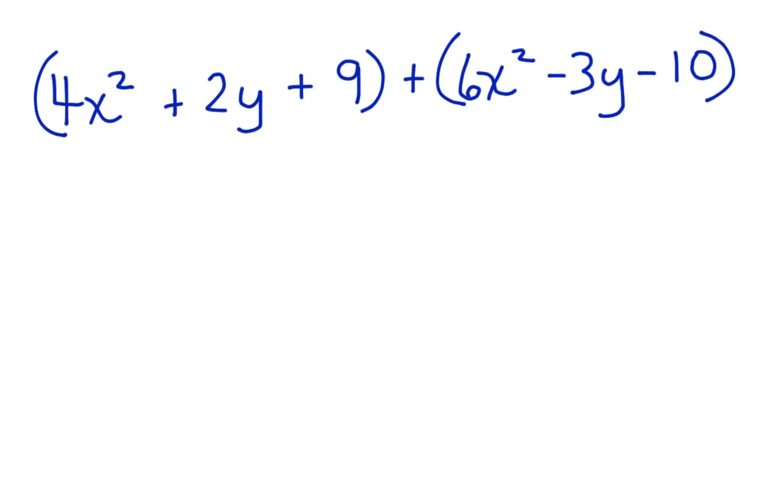 (4x² + 2y + 9) + (6x² - 3y - 10)